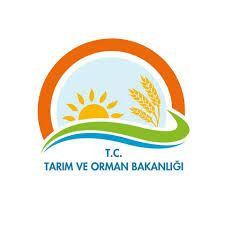 T.C.
TARIM VE ORMAN BAKANLIĞI